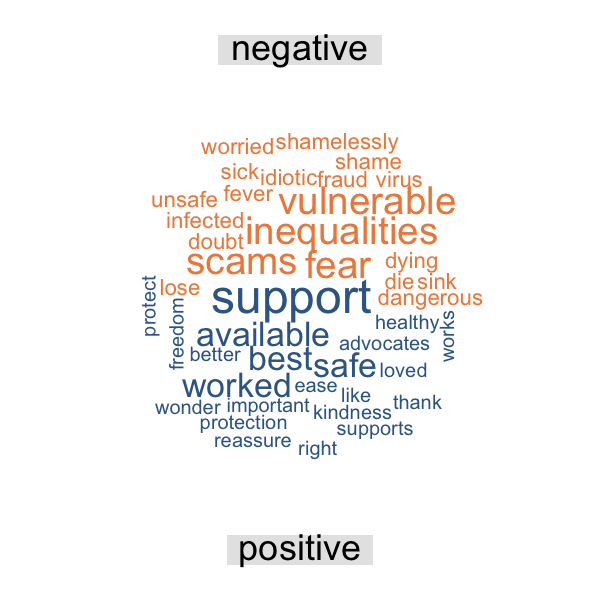 negative
worried shamelessly
shame
sick idiotic fraud virus
unsafe fever vulnerable
infected inequalities
doubt
scams fear dying
lose die sink
protect support dangerous
freedom available healthy works
better best safe advocates
loved
worked ease like
wonder important kindness thank
protection supports
reassure right
positive